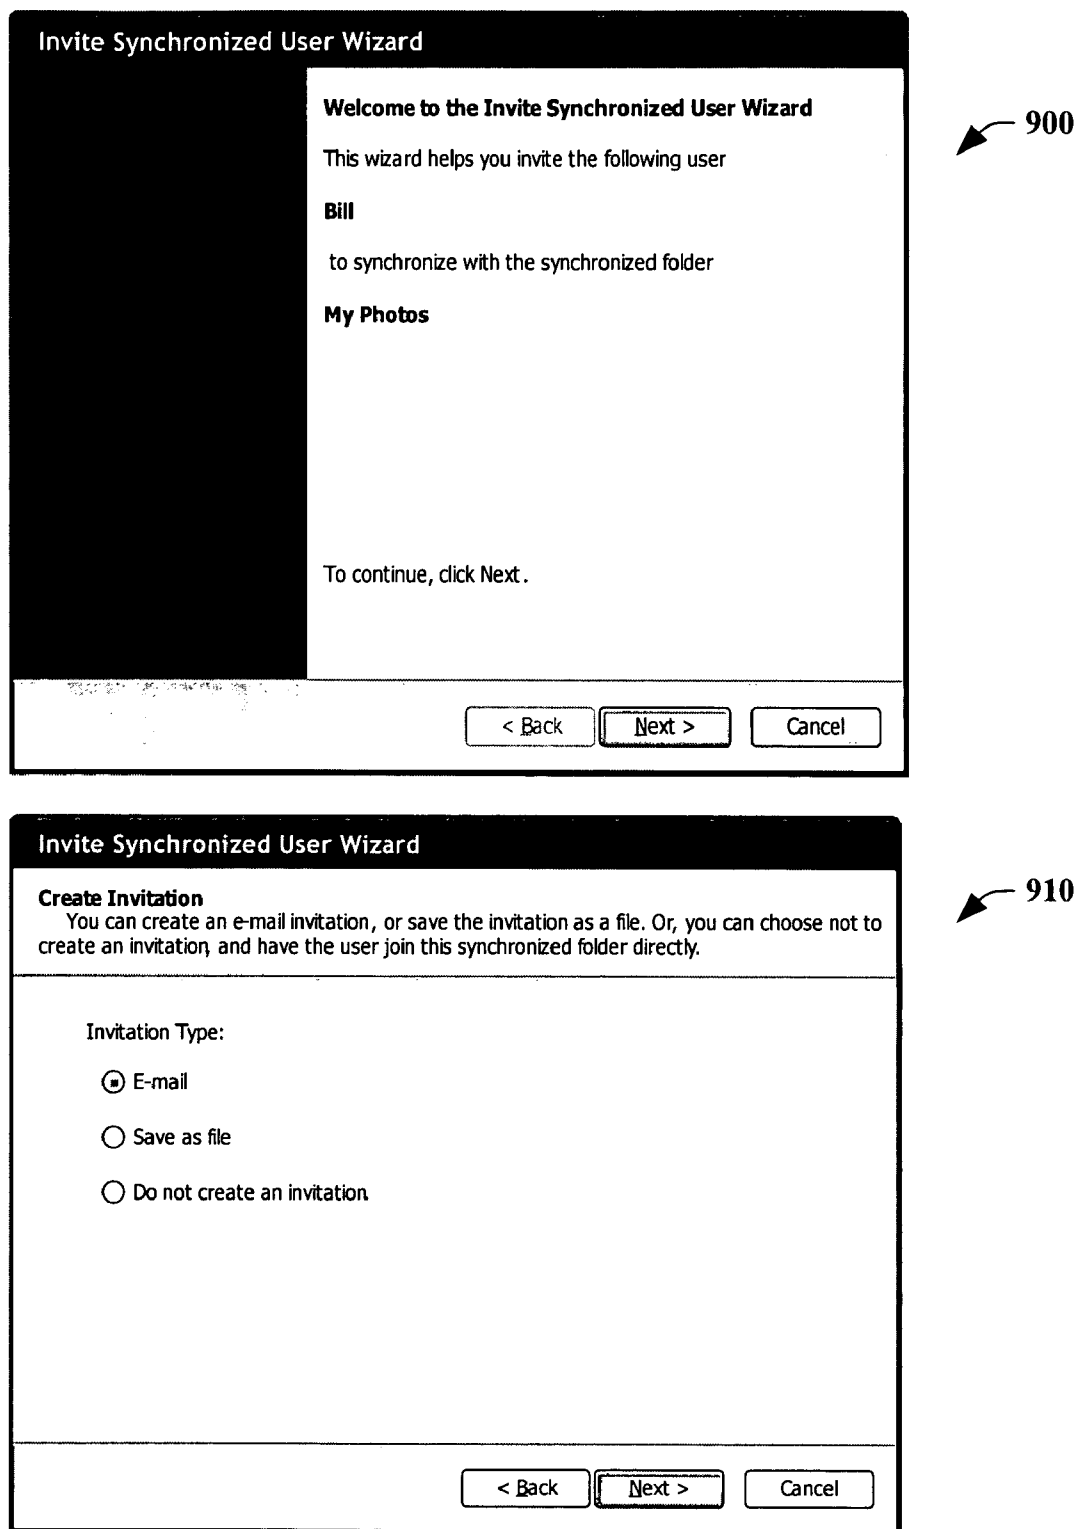 Invite Synchronized User Wizard
Welcome to the Invite Synchronized User Wizard
900
This wizard helps you invite the following user
Bill
to synchronize with the synchronized folder
My Photos
To continue, click Next.
< Back Next > Cancel
Invite Synchronized User Wizard
910
Create Invitation
You can create an e-mail invitation, or save the invitation as a file. Or, you can choose not to
create an invitation, and have the user join this synchronized folder directly.
Invitation Type:
E-mail
Save as file
Do not create an invitation.
< Back Next > Cancel